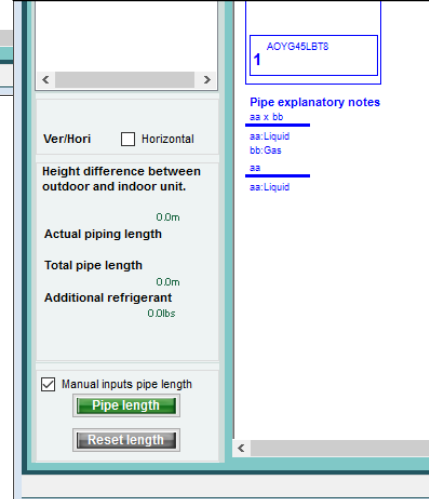 Ver/Hori
Horizontal
Height difference between
outdoor and indoor unit.
0.0m
Actual piping length
Total pipe length
0.0m
Additional refrigerant
0.0lbs
Manual inputs pipe length
Pipe length
Reset length
AOYG45LBT8
1
Pipe explanatory notes
aa x bb
aa:Liquid
bb:Gas
aa
aa:Liquid